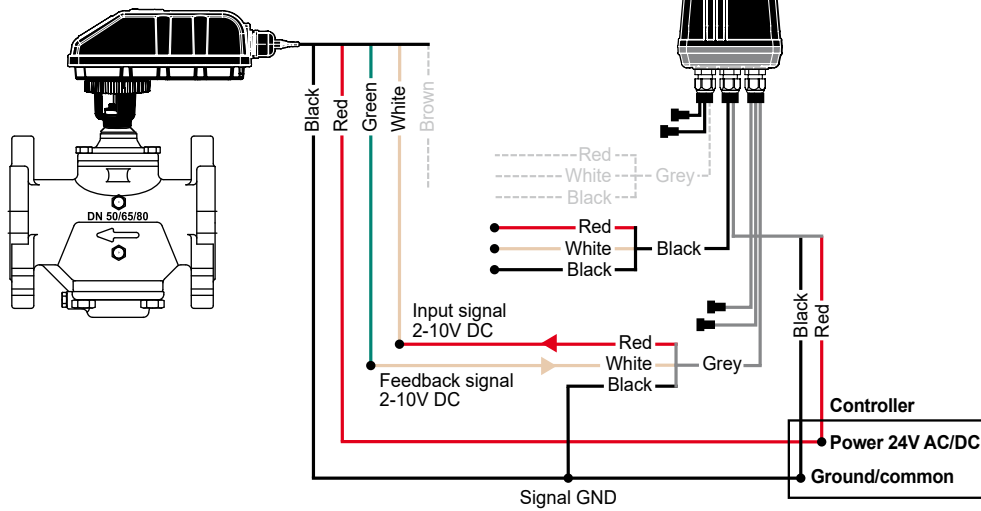 Black
Red
Green
White
Brown
DN 50/65/80
Red
White
Grey
Black
Red
White
Black
Black
Input signal
2-10V DC
Red
White
Grey
Black
Feedback signal
2-10V DC
Black
Red
Controller
Power 24V AC/DC
Ground/common
Signal GND